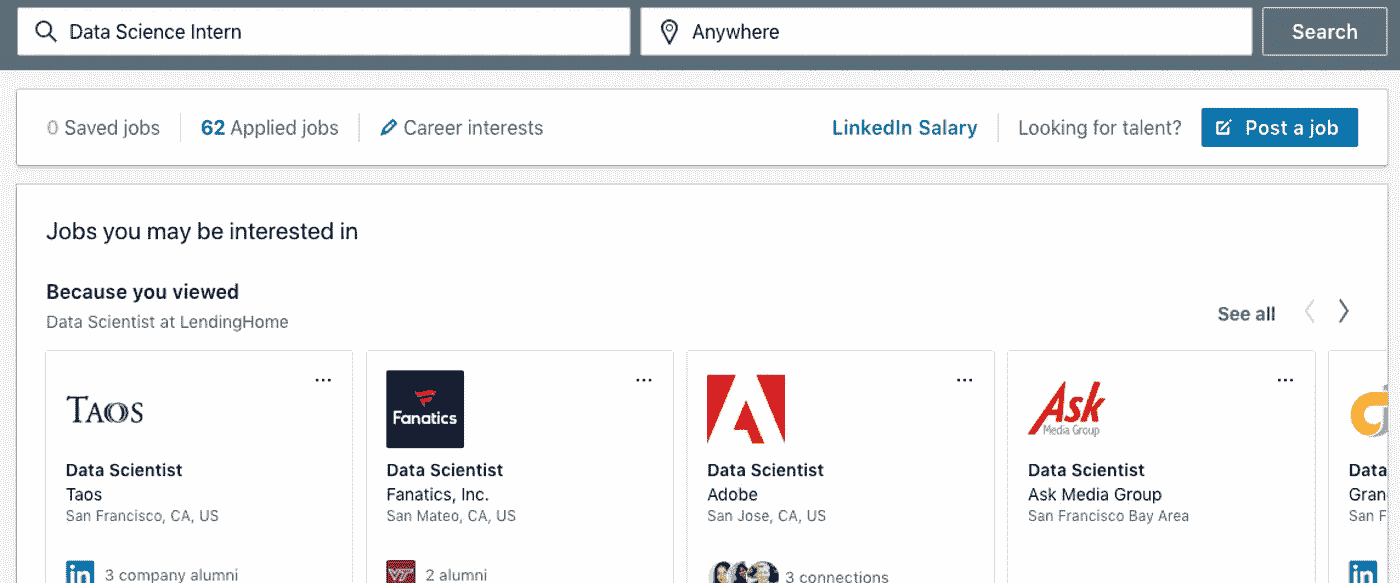 Data Science Intern
Anywhere
Search
0 Saved jobs
62 Applied jobs
Career interests
LinkedIn Salary
Looking for talent?
Post a job
Jobs you may be interested in
Because you viewed
Data Scientist at LendingHome
See all
TAOS
Data Scientist
Taos
San Francisco, CA, US
in
3 company alumni
Fanatics
Data Scientist
Fanatics, Inc.
San Mateo, CA, US
VT
2 alumni
Data Scientist
Adobe
San Jose, CA, US
3 connections
Ask
Media Group
Data Scientist
Ask Media Group
San Francisco Bay Area
Data
Gran
San F
in